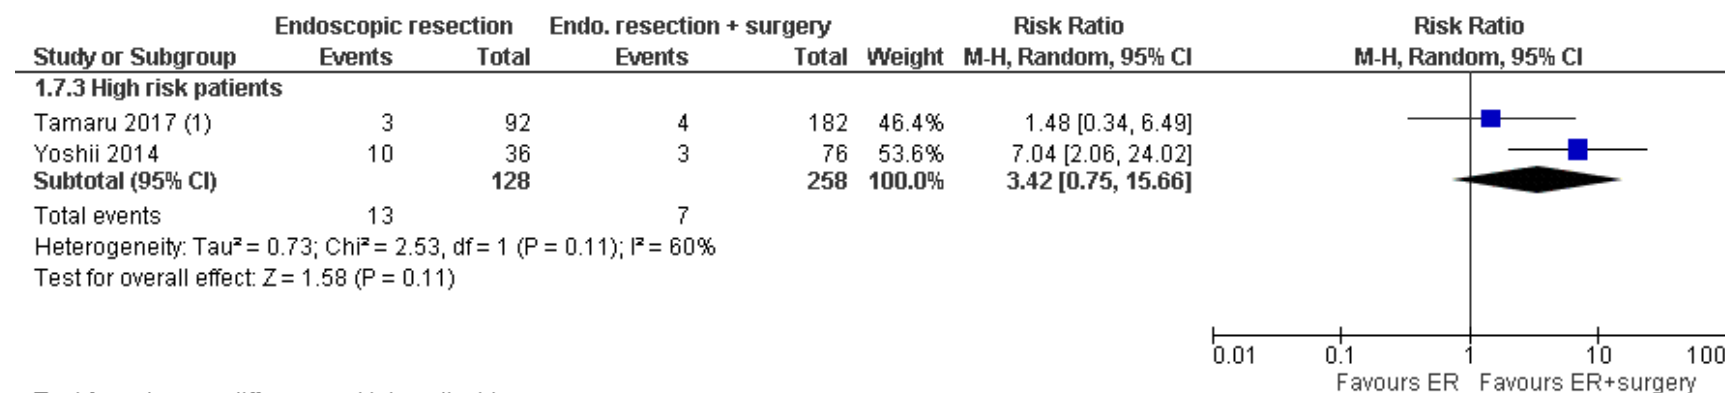 Endoscopic resection Endo. resection + surgery Risk Ratio Risk Ratio
Study or Subgroup Events Total Events Total Weight M-H, Random, 95% CI M-H, Random, 95% CI
1.7.3 High risk patients
Tamaru 2017 (1) 3 92 4 182 46.4% 1.48 [0.34, 6.49]
Yoshii 2014 10 36 3 76 53.6% 7.04 [2.06, 24.02]
Subtotal (95% CI) 128 258 100.0% 3.42 [0.75, 15.66]
Total events 13 7
Heterogeneity: Tau² = 0.73; Chi² = 2.53, df = 1 (P = 0.11); I² = 60%
Test for overall effect: Z = 1.58 (P = 0.11)
0.01 0.1 1 10 100
Favours ER Favours ER+surgery